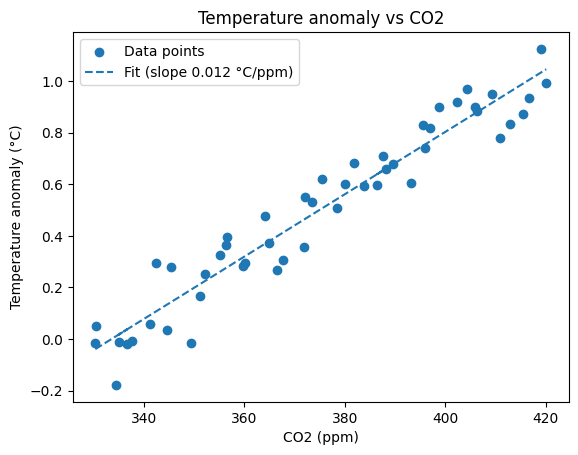 Temperature anomaly vs CO2
Data points
Fit (slope 0.012 °C/ppm)
1.0
0.8
0.6
0.4
0.2
0.0
−0.2
Temperature anomaly (°C)
340 360 380 400 420
CO2 (ppm)